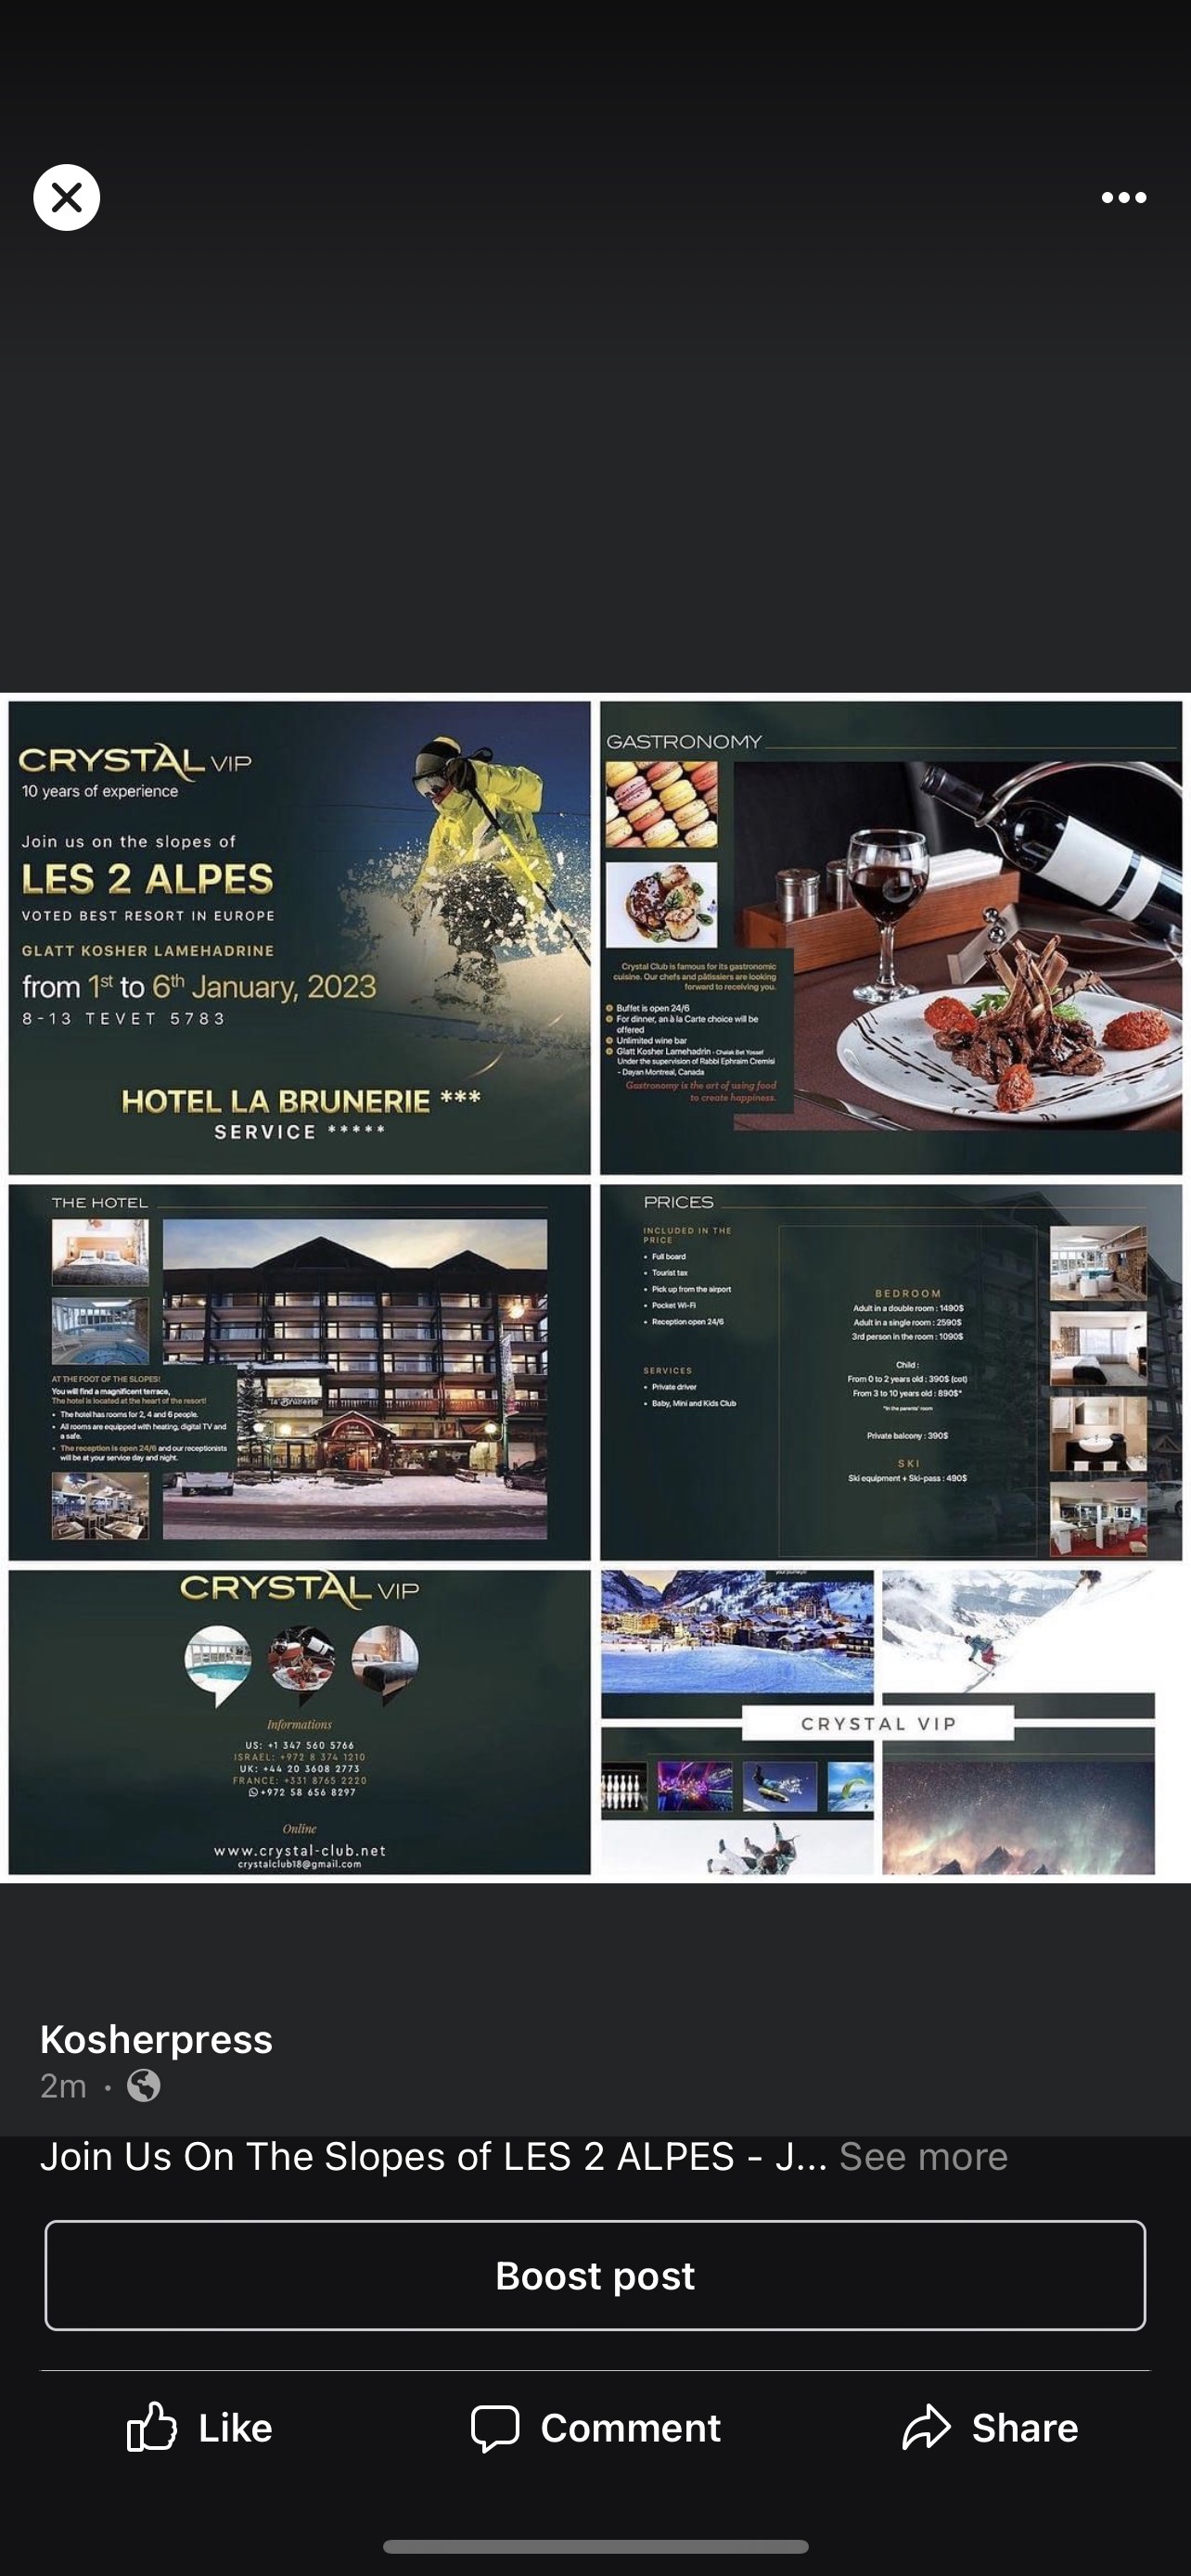 CRYSTAL VIP
10 years of experience
Join us on the slopes of
LES 2 ALPES
VOTED BEST RESORT IN EUROPE
GLATT KOSHER LAMEHADRINE
from 1st to 6th January, 2023
8-13 TEVET 5783
HOTEL LA BRUNERIE ***
SERVICE *****
GASTRONOMY
Crystal Club is famous for its gastronomic
cuisine. Our chefs and pâtissiers are looking
forward to receiving you.
Buffet is open 24/6
For dinner, an à la Carte choice will be
offered
Unlimited wine bar
Glatt Kosher Lamehadrin - Chalak Bet Yossef
Under the supervision of Rabbi Ephraim Cremisi
- Dayan Montreal, Canada
Gastronomy is the art of using food
to create happiness.
THE HOTEL
AT THE FOOT OF THE SLOPES!
You will find a magnificent terrace,
The hotel is located at the heart of the resort!
• The hotel has rooms for 2, 4 and 6 people.
• All rooms are equipped with heating, digital TV and
a safe.
• The reception is open 24/6 and our receptionists
will be at your service day and night.
la Brunerie
PRICES
INCLUDED IN THE
PRICE
• Full board
• Tourist tax
• Pick up from the airport
• Pocket Wi-Fi
• Reception open 24/6
SERVICES
• Private driver
• Baby, Mini and Kids Club
BEDROOM
Adult in a double room : 1490$
Adult in a single room : 2590$
3rd person in the room : 1090$
Child :
From 0 to 2 years old : 390$ (cot)
From 3 to 10 years old : 890$*
*In the parents' room
Private balcony : 390$
SKI
Ski equipment + Ski-pass : 490$
CRYSTAL VIP
Informations
US: +1 347 560 5766
ISRAEL: +972 8 374 1210
UK: +44 20 3608 2773
FRANCE: +331 8765 2220
+972 58 656 8297
Online
www.crystal-club.net
crystalclub18@gmail.com
CRYSTAL VIP
Kosherpress
2m ·
Join Us On The Slopes of LES 2 ALPES - J... See more
Boost post
Like
Comment
Share